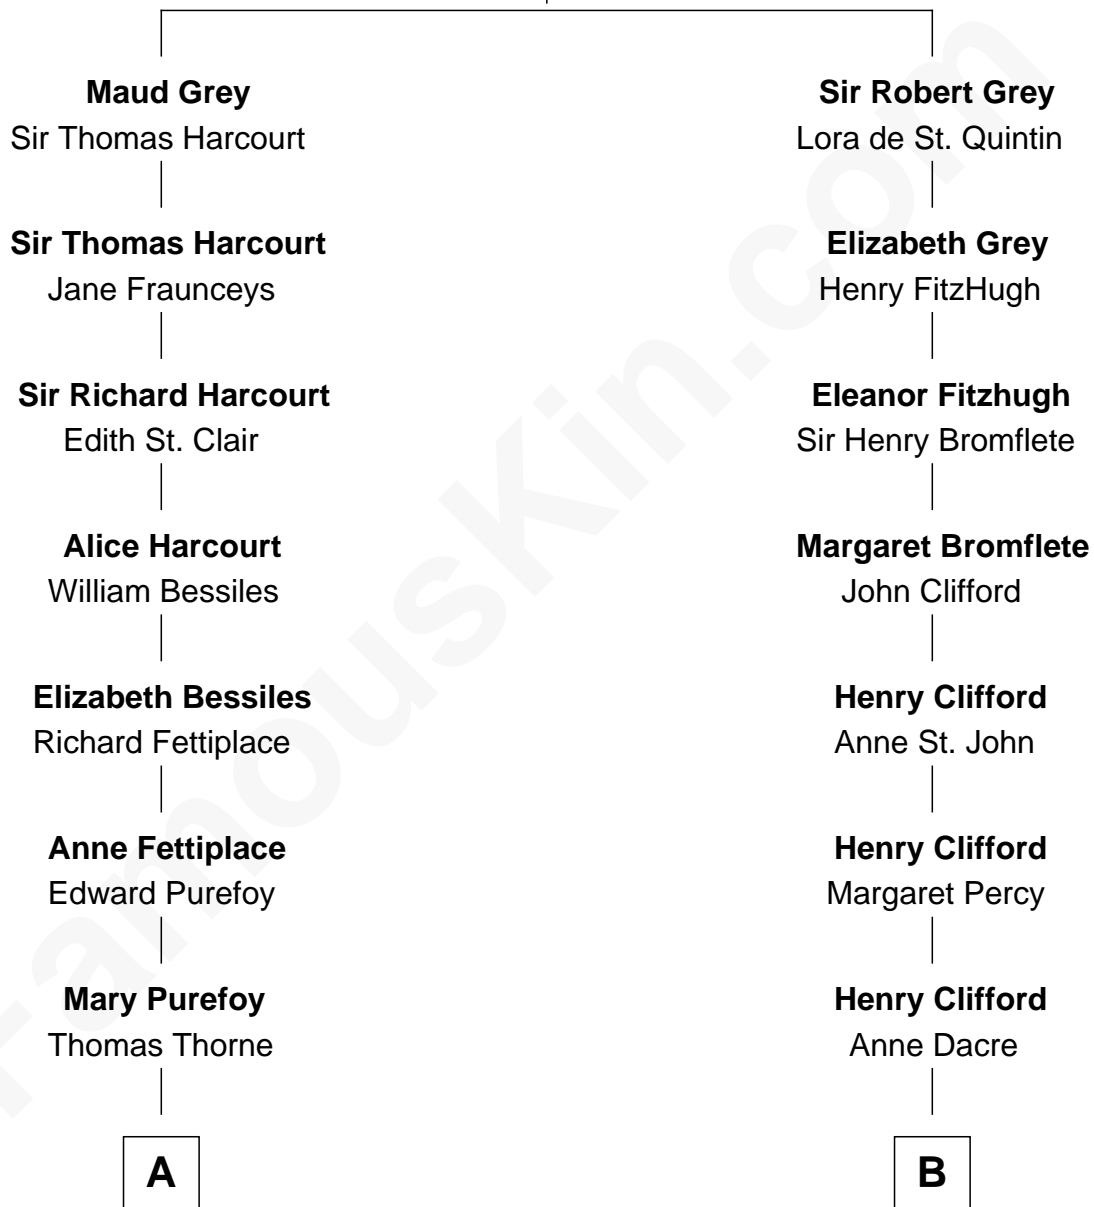 Maud Grey
Sir Thomas Harcourt
Sir Robert Grey
Lora de St. Quintin
Sir Thomas Harcourt
Jane Fraunceys
Elizabeth Grey
Henry FitzHugh
Sir Richard Harcourt
Edith St. Clair
Eleanor Fitzhugh
Sir Henry Bromflete
Alice Harcourt
William Bessiles
Margaret Bromflete
John Clifford
Elizabeth Bessiles
Richard Fettiplace
Henry Clifford
Anne St. John
Anne Fettiplace
Edward Purefoy
Henry Clifford
Margaret Percy
Mary Purefoy
Thomas Thorne
Henry Clifford
Anne Dacre
A
B
FamousKin.com